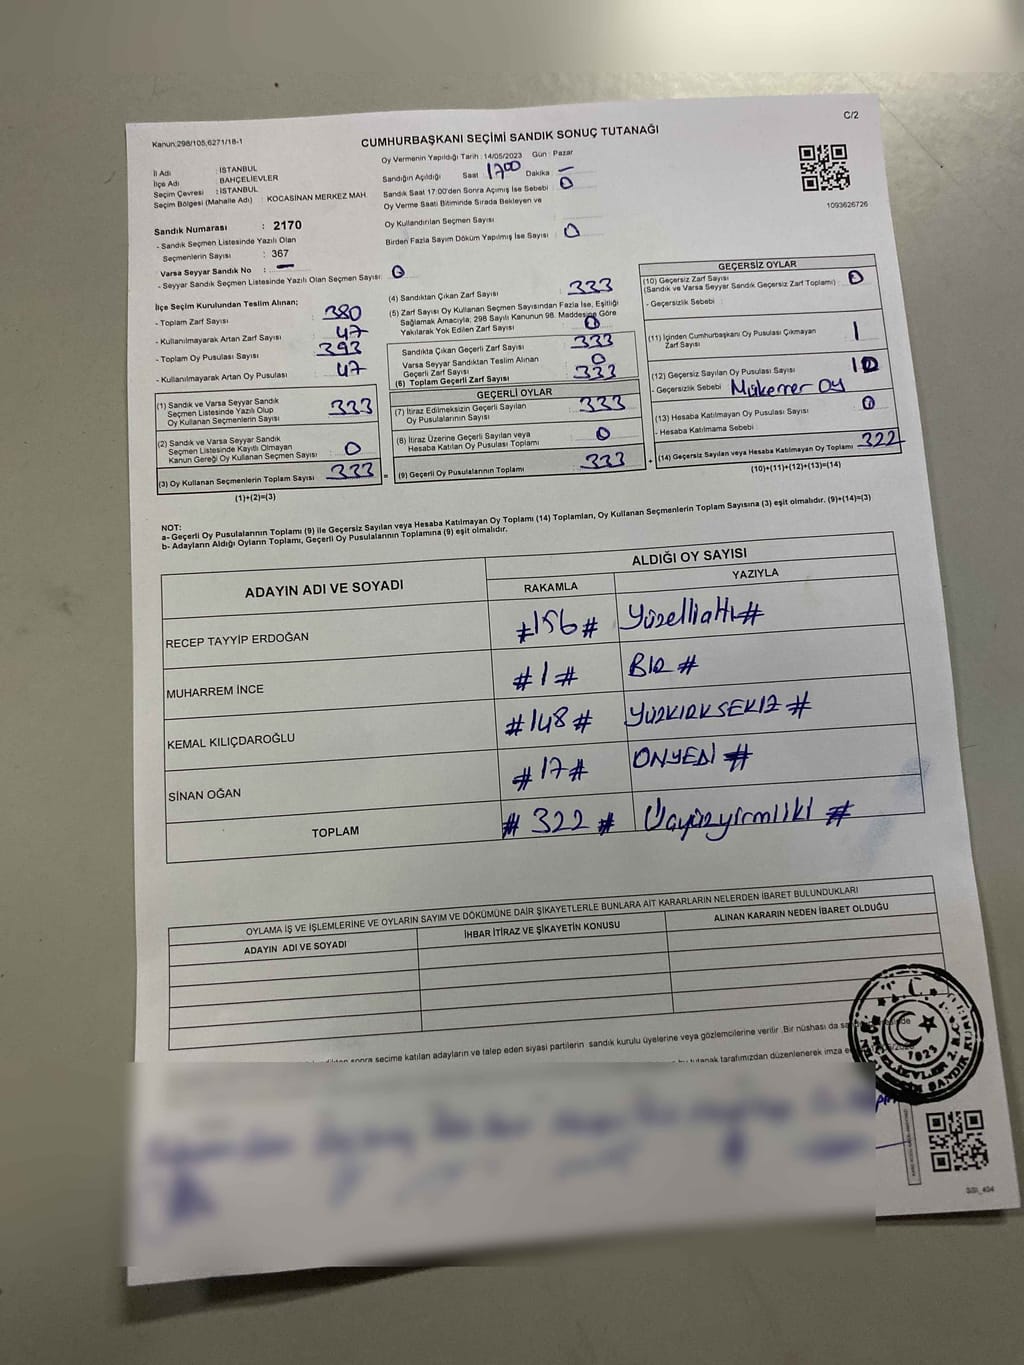 Kanun;298/105;6271/18-1
C/2
CUMHURBAŞKANI SEÇİMİ SANDIK SONUÇ TUTANAĞI
İl Adı : İSTANBUL
İlçe Adı : BAHÇELİEVLER
Seçim Çevresi : İSTANBUL
Seçim Bölgesi (Mahalle Adı) : KOCASİNAN MERKEZ MAH.
Sandık Numarası : 2170
- Sandık Seçmen Listesinde Yazılı Olan
Seçmenlerin Sayısı : 367
Varsa Seyyar Sandık No : -
- Seyyar Sandık Seçmen Listesinde Yazılı Olan Seçmen Sayısı: 0
Oy Vermenin Yapıldığı Tarih : 14/05/2023 Gün : Pazar
Sandığın Açıldığı Saat 17:00 Dakika -
Sandık Saat 17:00'den Sonra Açımış İse Sebebi : 0
Oy Verme Saati Bitiminde Sırada Bekleyen ve
Oy Kullandırılan Seçmen Sayısı
Birden Fazla Sayım Döküm Yapılmış İse Sayısı : 0
1093626726
İlçe Seçim Kurulundan Teslim Alınan;
- Toplam Zarf Sayısı : 380
- Kullanılmayarak Artan Zarf Sayısı : 47
- Toplam Oy Pusulası Sayısı : 393
- Kullanılmayarak Artan Oy Pusulası : 47
(1) Sandık ve Varsa Seyyar Sandık
Seçmen Listesinde Yazılı Olup
Oy Kullanan Seçmenlerin Sayısı : 333
(2) Sandık ve Varsa Seyyar Sandık
Seçmen Listesinde Kayıtlı Olmayan
Kanun Gereği Oy Kullanan Seçmen Sayısı : 0
(3) Oy Kullanan Seçmenlerin Toplam Sayısı : 333
(1)+(2)=(3)
(4) Sandıktan Çıkan Zarf Sayısı : 333
(5) Zarf Sayısı Oy Kullanan Seçmen Sayısından Fazla İse, Eşitliği
Sağlamak Amacıyla; 298 Sayılı Kanunun 98. Maddesine Göre
Yakılarak Yok Edilen Zarf Sayısı : 0
Sandıkta Çıkan Geçerli Zarf Sayısı : 333
Varsa Seyyar Sandıktan Teslim Alınan
Geçerli Zarf Sayısı : 0
(6) Toplam Geçerli Zarf Sayısı : 333
GEÇERLİ OYLAR
(7) İtiraz Edilmeksizin Geçerli Sayılan
Oy Pusulalarının Sayısı : 333
(8) İtiraz Üzerine Geçerli Sayılan veya
Hesaba Katılan Oy Pusulası Toplamı : 0
= (9) Geçerli Oy Pusulalarının Toplamı : 333 +
GEÇERSİZ OYLAR
(10) Geçersiz Zarf Sayısı
(Sandık ve Varsa Seyyar Sandık Geçersiz Zarf Toplamı) : 0
- Geçersizlik Sebebi :
(11) İçinden Cumhurbaşkanı Oy Pusulası Çıkmayan
Zarf Sayısı : 1
(12) Geçersiz Sayılan Oy Pusulası Sayısı : 10
- Geçersizlik Sebebi : Mükerrer oy
(13) Hesaba Katılmayan Oy Pusulası Sayısı : 0
- Hesaba Katılmama Sebebi :
(14) Geçersiz Sayılan veya Hesaba Katılmayan Oy Toplamı : 322
(10)+(11)+(12)+(13)=(14)
NOT:
a- Geçerli Oy Pusulalarının Toplamı (9) ile Geçersiz Sayılan veya Hesaba Katılmayan Oy Toplamı (14) Toplamları, Oy Kullanan Seçmenlerin Toplam Sayısına (3) eşit olmalıdır. (9)+(14)=(3)
b- Adayların Aldığı Oyların Toplamı, Geçerli Oy Pusulalarının Toplamına (9) eşit olmalıdır.
ADAYIN ADI VE SOYADI ALDIĞI OY SAYISI
RAKAMLA YAZIYLA
RECEP TAYYİP ERDOĞAN #156# Yüzellialtı#
MUHARREM İNCE #1# BİR #
KEMAL KILIÇDAROĞLU #148# YÜZKIRKSEKİZ #
SİNAN OĞAN #17# ONYEDİ #
TOPLAM #322# Üçyüzyirmiiki #
OYLAMA İŞ VE İŞLEMLERİNE VE OYLARIN SAYIM VE DÖKÜMÜNE DAİR ŞİKAYETLERLE BUNLARA AİT KARARLARIN NELERDEN İBARET BULUNDUKLARI
ADAYIN ADI VE SOYADI İHBAR İTİRAZ VE ŞİKAYETİN KONUSU ALINAN KARARIN NEDEN İBARET OLDUĞU
sonra seçime katılan adayların ve talep eden siyasi partilerin sandık kurulu üyelerine veya gözlemcilerine verilir .Bir nüshası da
bu tutanak tarafımızdan düzenlenerek imza
T.C.
1923